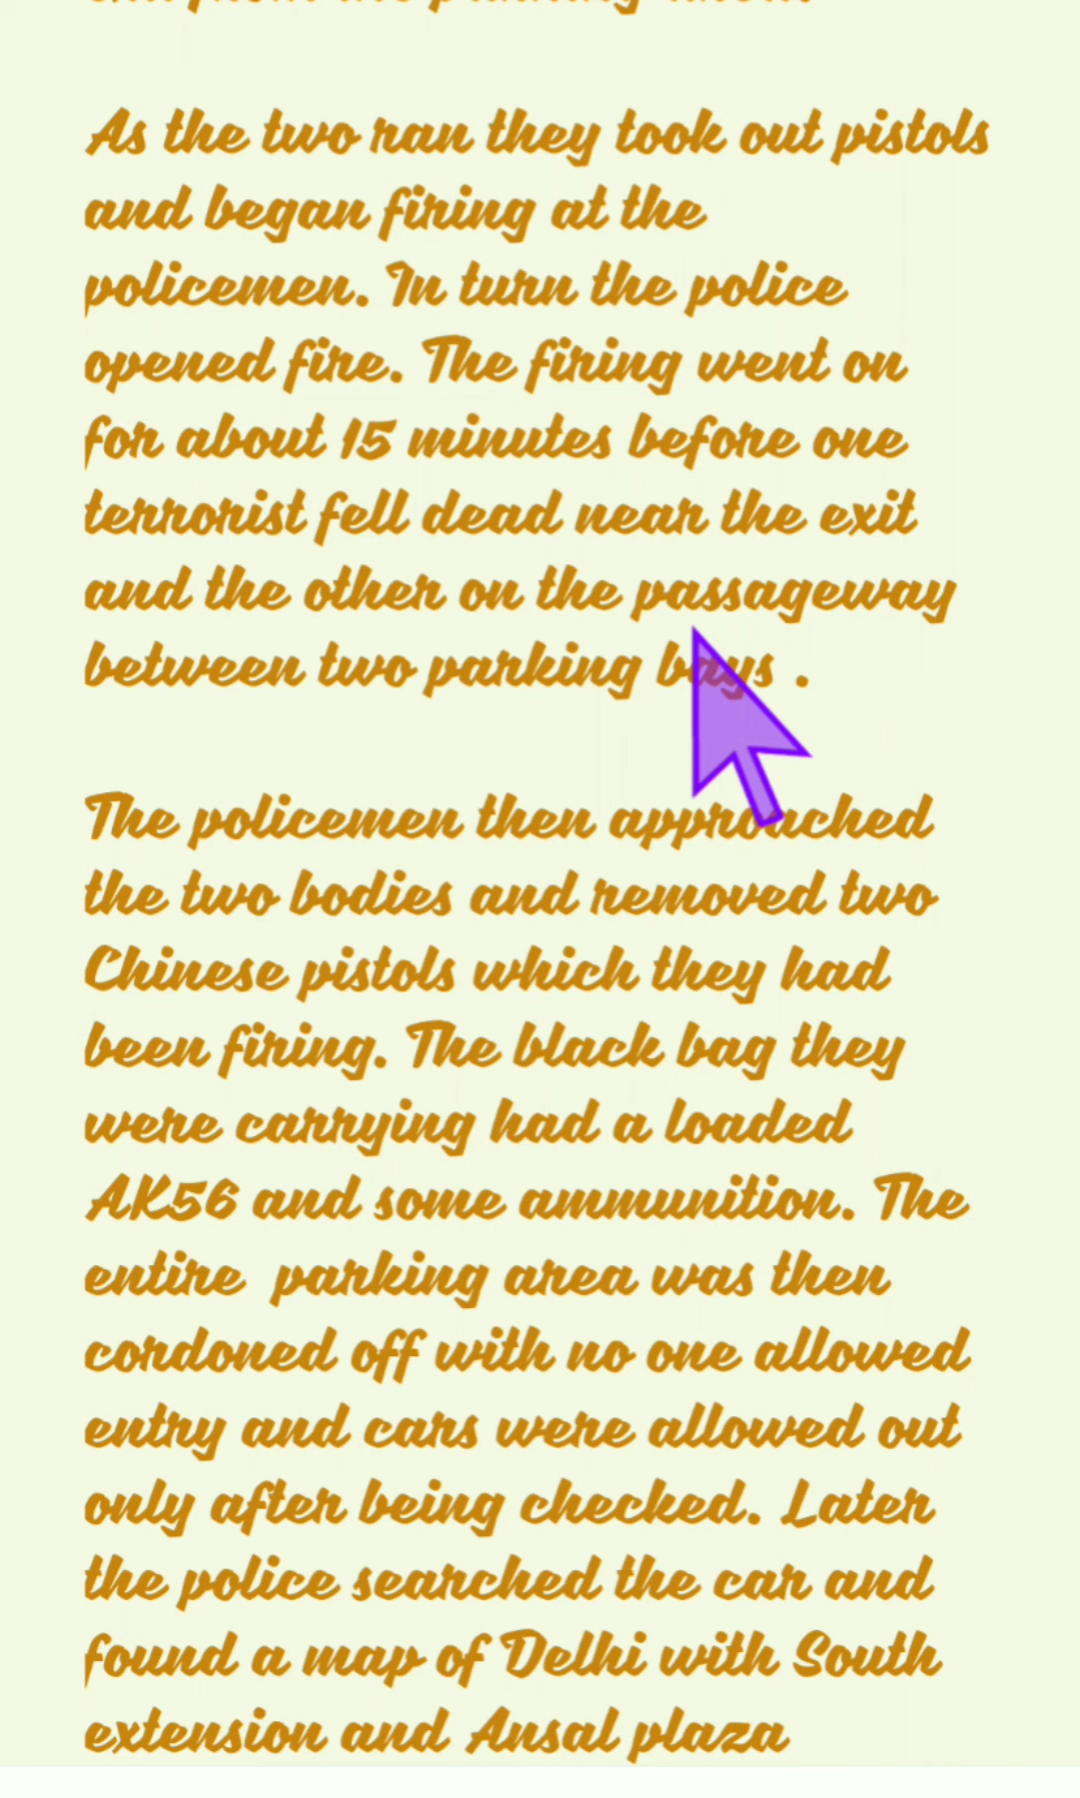 As the two ran they took out pistols
and began firing at the
policemen. In turn the police
opened fire. The firing went on
for about 15 minutes before one
terrorist fell dead near the exit
and the other on the passageway
between two parking bays .
The policemen then approached
the two bodies and removed two
Chinese pistols which they had
been firing. The black bag they
were carrying had a loaded
AK56 and some ammunition. The
entire  parking area was then
cordoned off with no one allowed
entry and cars were allowed out
only after being checked. Later
the police searched the car and
found a map of Delhi with South
extension and Ansal plaza